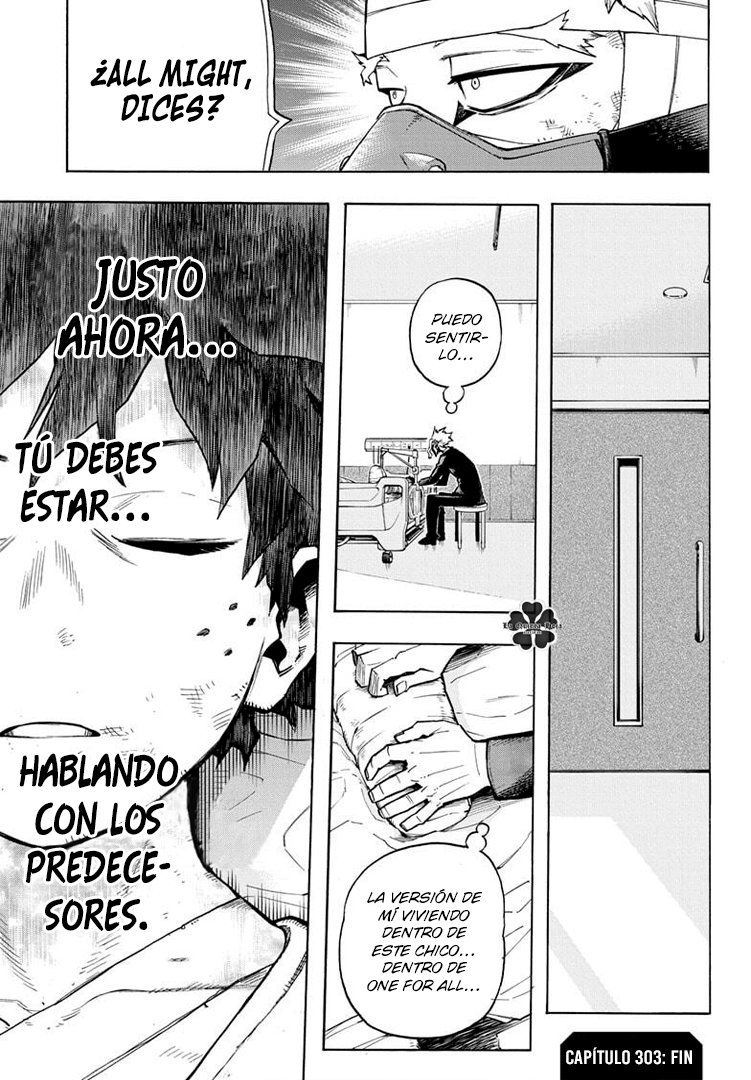 ¿ALL MIGHT,
DICES?
PUEDO
SENTIR-
LO...
LA VERSIÓN DE
MÍ VIVIENDO
DENTRO DE
ESTE CHICO...
DENTRO DE
ONE FOR ALL...
JUSTO
AHORA...
TÚ DEBES
ESTAR...
HABLANDO
CON LOS
PREDECE-
SORES.
CAPÍTULO 303: FIN